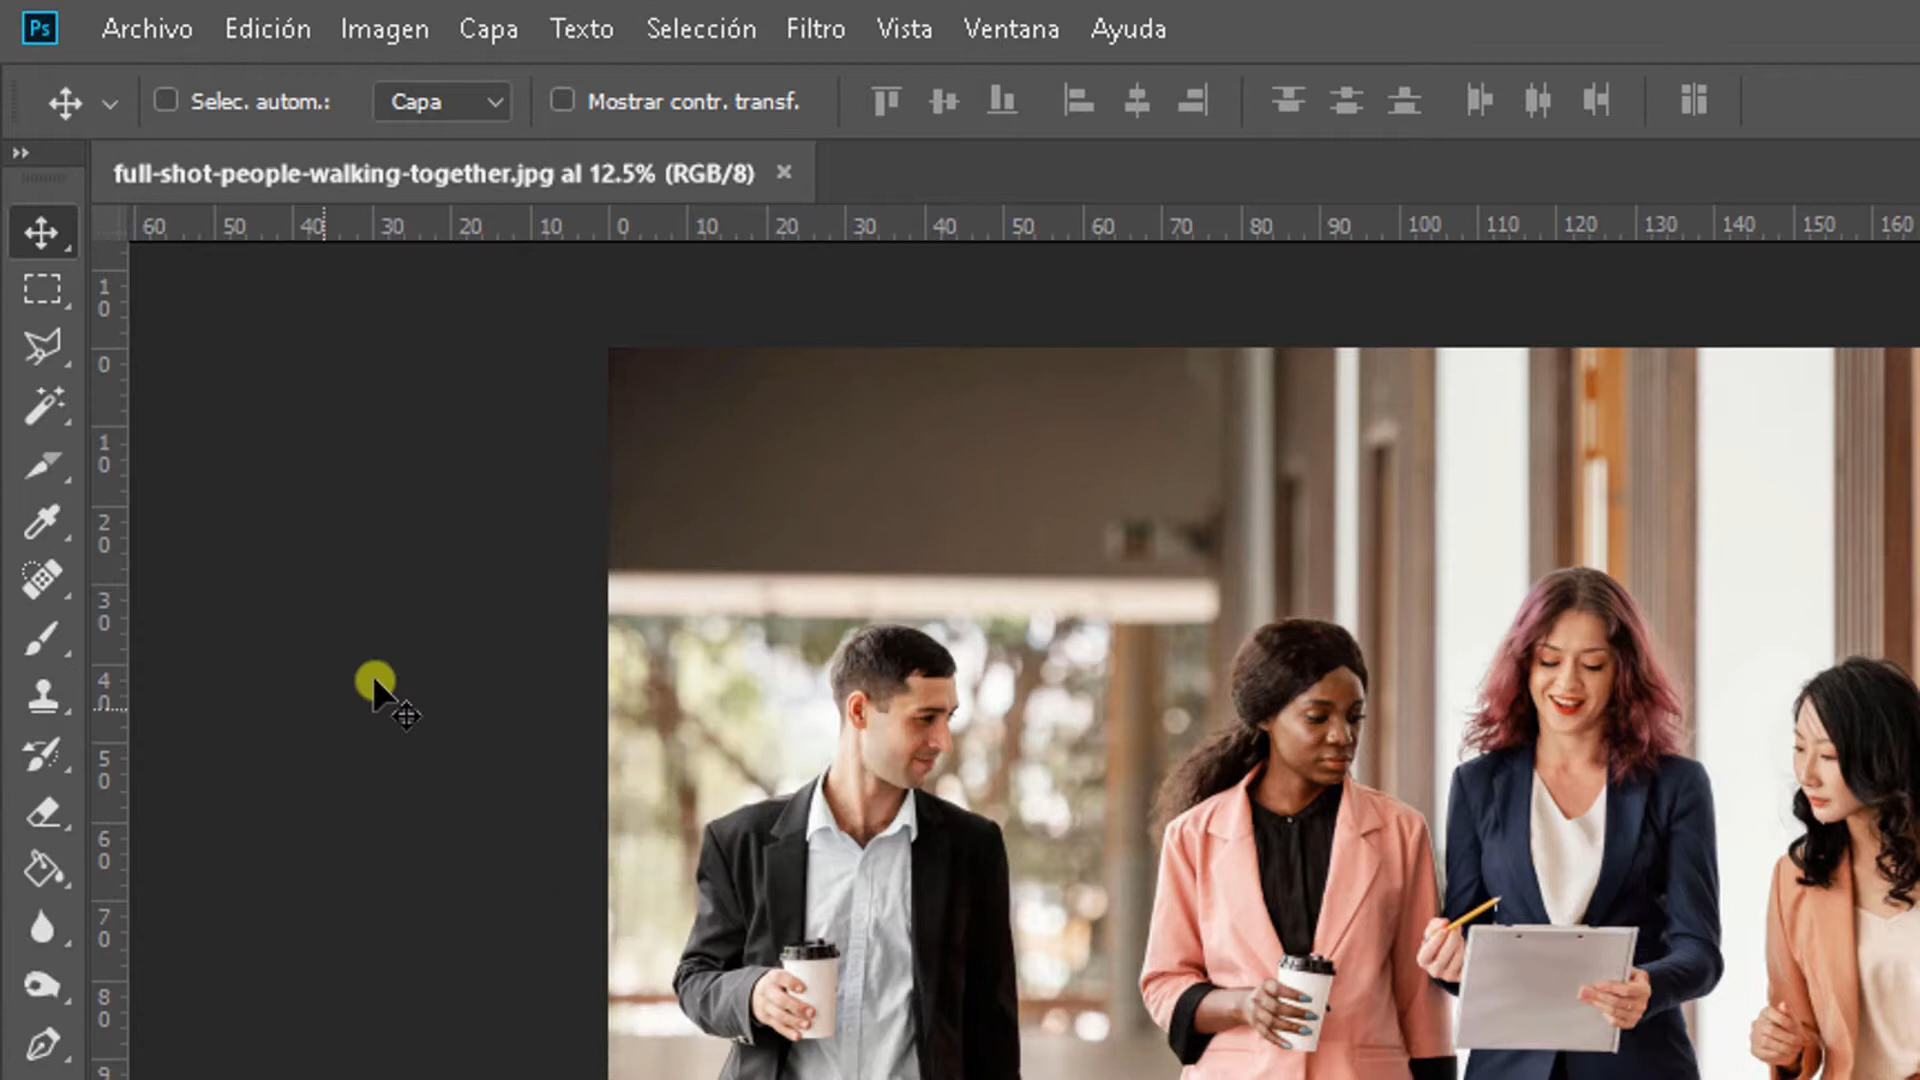 Ps Archivo Edición Imagen Capa Texto Selección Filtro Vista Ventana Ayuda
Selec. autom.: Capa Mostrar contr. transf.
full-shot-people-walking-together.jpg al 12.5% (RGB/8) ×
60 50 40 30 20 10 0 10 20 30 40 50 60 70 80 90 100 110 120 130 140 150 160
10
0
10
20
30
40
50
60
70
80
9